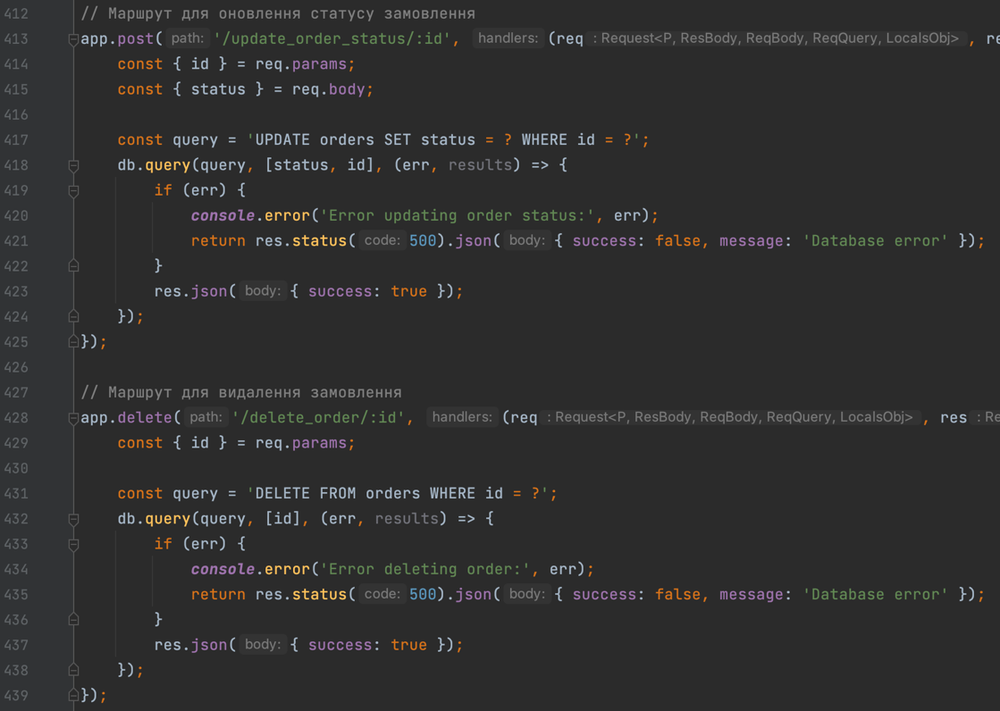 412 // Маршрут для оновлення статусу замовлення
413 app.post( path: '/update_order_status/:id', handlers: (req : Request<P, ResBody, ReqBody, ReqQuery, LocalsObj> , re
414 const { id } = req.params;
415 const { status } = req.body;
416
417 const query = 'UPDATE orders SET status = ? WHERE id = ?';
418 db.query(query, [status, id], (err, results) => {
419 if (err) {
420 console.error('Error updating order status:', err);
421 return res.status( code: 500).json( body: { success: false, message: 'Database error' });
422 }
423 res.json( body: { success: true });
424 });
425 });
426
427 // Маршрут для видалення замовлення
428 app.delete( path: '/delete_order/:id', handlers: (req : Request<P, ResBody, ReqBody, ReqQuery, LocalsObj> , res : Re
429 const { id } = req.params;
430
431 const query = 'DELETE FROM orders WHERE id = ?';
432 db.query(query, [id], (err, results) => {
433 if (err) {
434 console.error('Error deleting order:', err);
435 return res.status( code: 500).json( body: { success: false, message: 'Database error' });
436 }
437 res.json( body: { success: true });
438 });
439 });